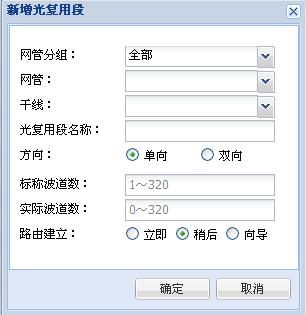 新增光复用段
网管分组： 全部
网管：
干线：
光复用段名称：
方向： 单向 双向
标称波道数： 1～320
实际波道数： 0～320
路由建立： 立即 稍后 向导
确定 取消